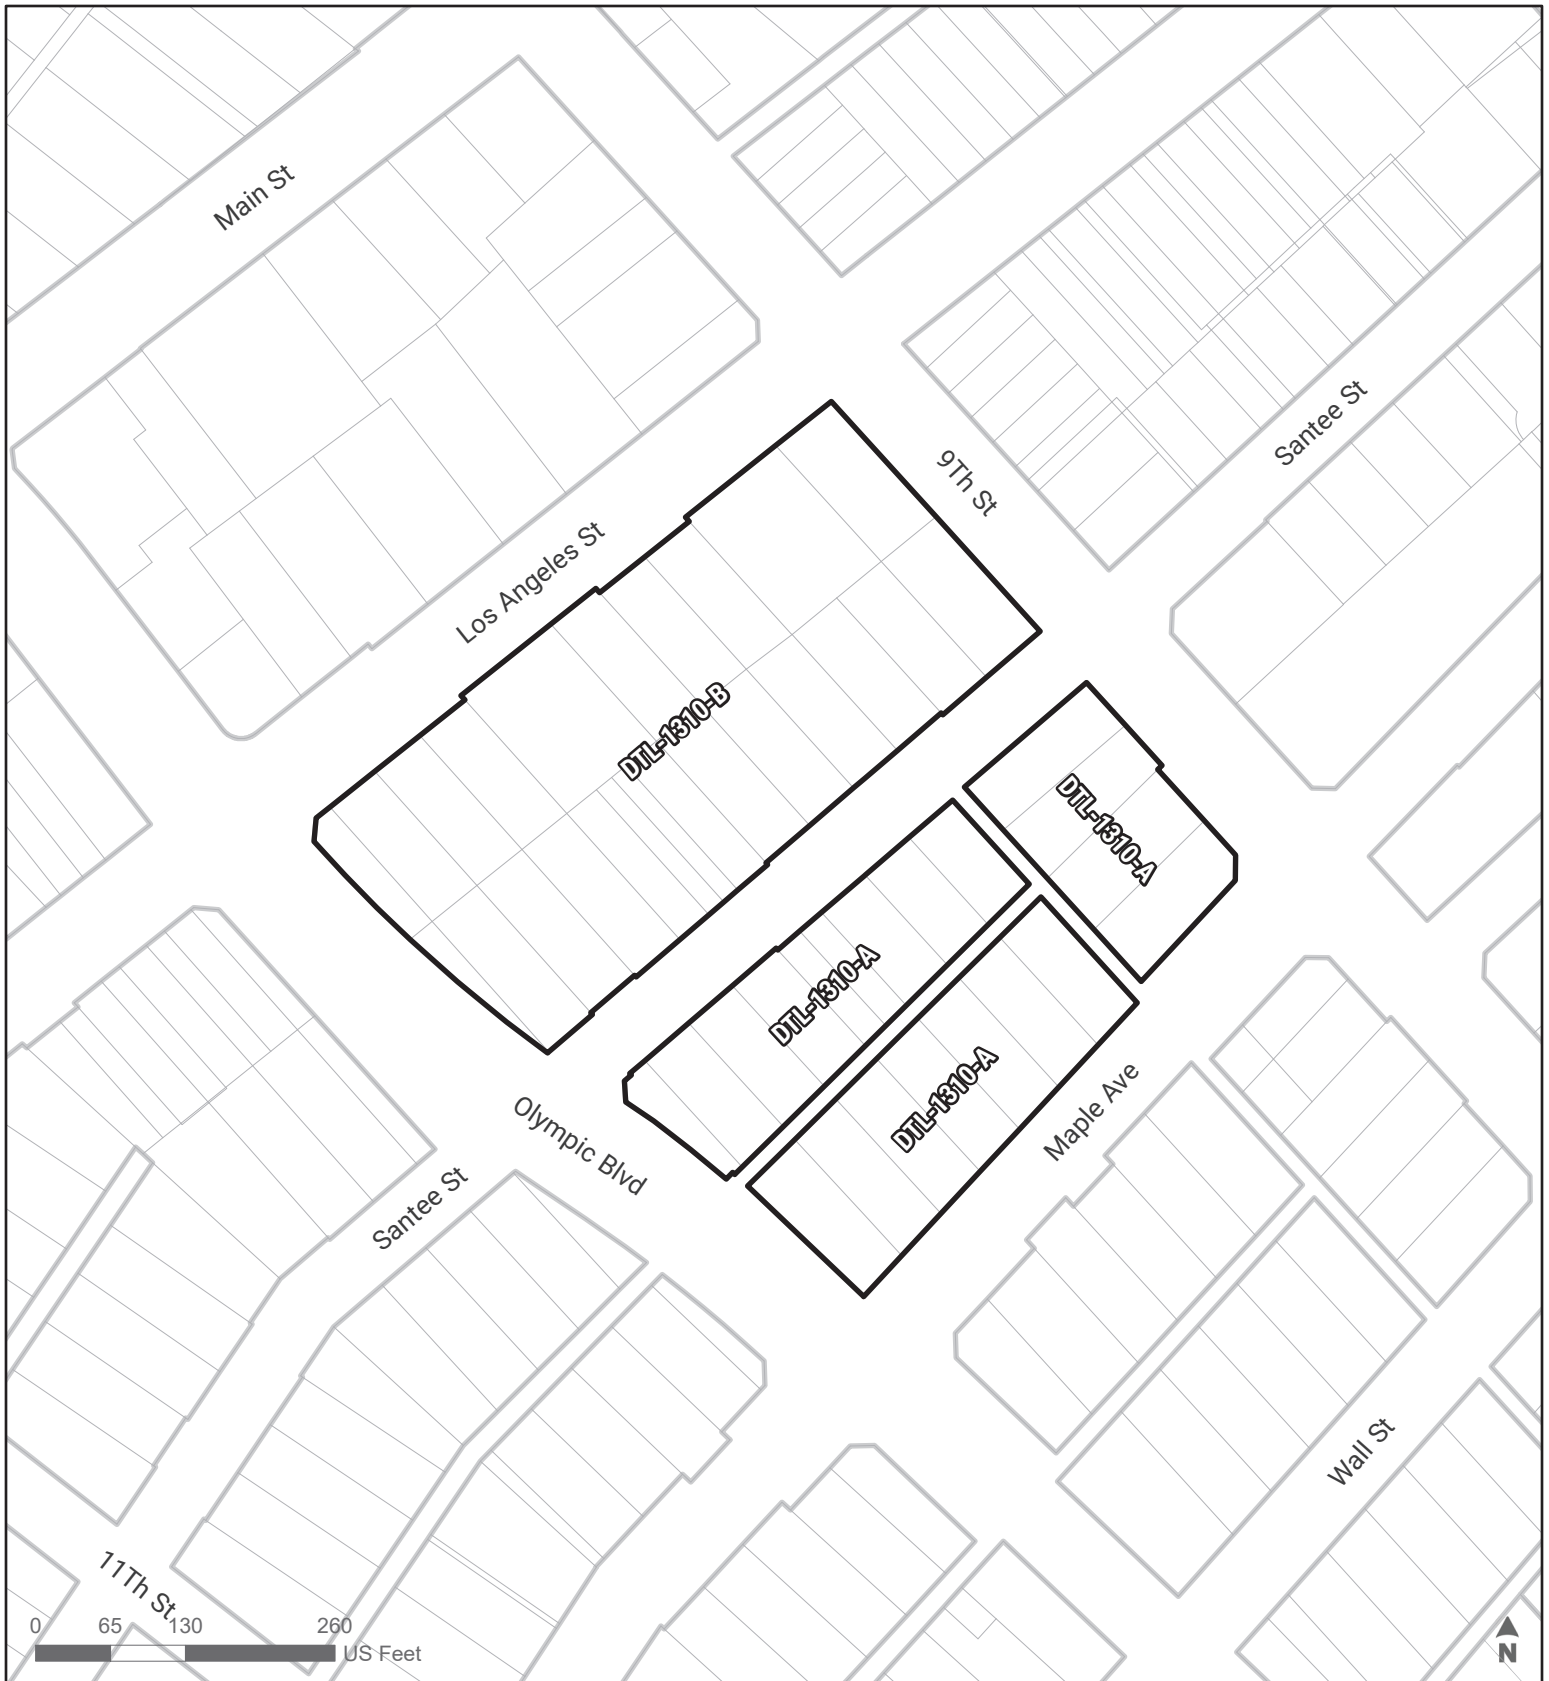 Main St
9Th St
Santee St
Los Angeles St
DTL-1310-B
DTL-1310-A
DTL-1310-A
DTL-1310-A
Maple Ave
Olympic Blvd
Santee St
Wall St
11Th St
0 65 130 260
US Feet
N